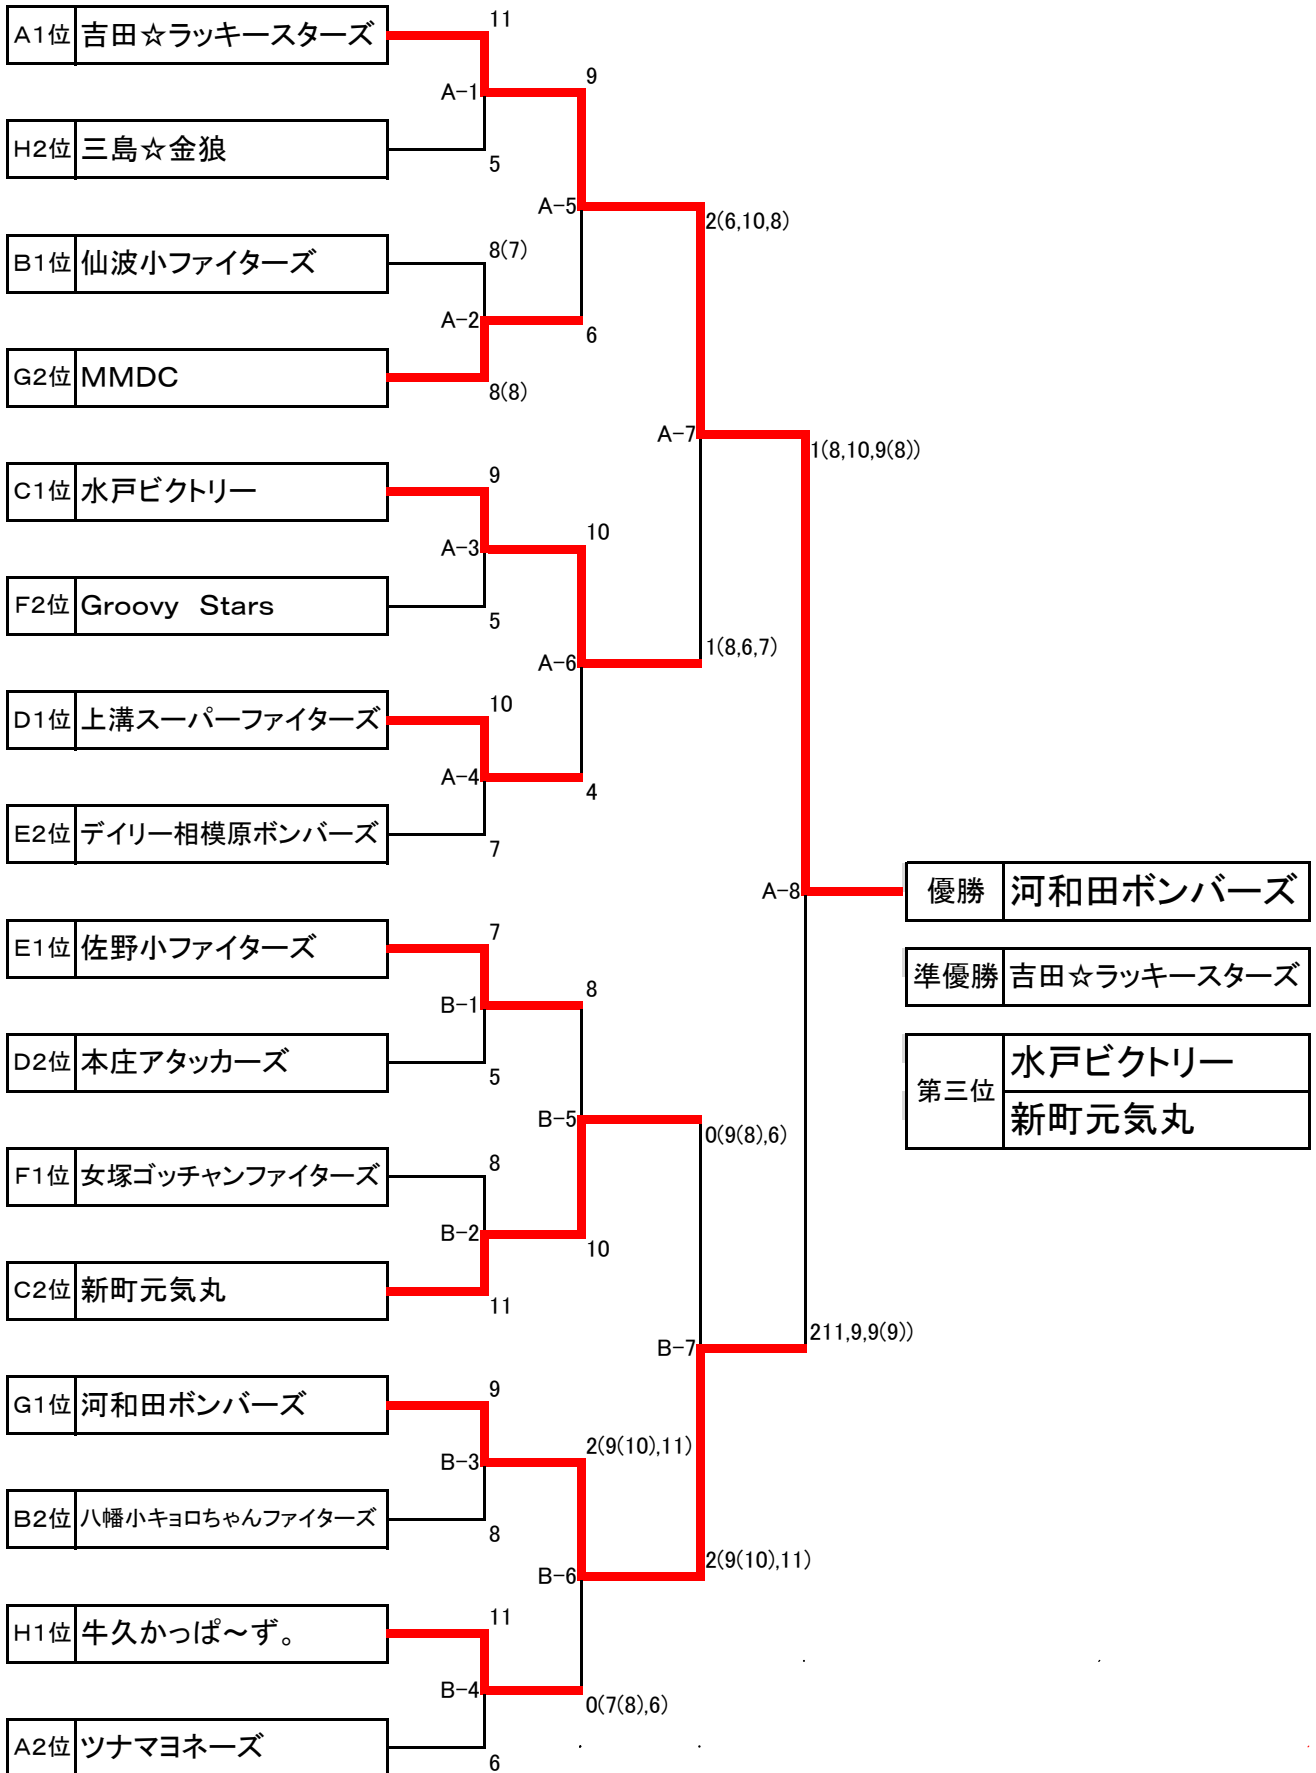 A1位 吉田☆ラッキースターズ
11
A-1
9
H2位 三島☆金狼
5
A-5
2(6,10,8)
B1位 仙波小ファイターズ
8(7)
A-2
6
G2位 MMDC
8(8)
A-7
1(8,10,9(8))
C1位 水戸ビクトリー
9
A-3
10
F2位 Groovy Stars
5
A-6
1(8,6,7)
D1位 上溝スーパーファイターズ
10
A-4
4
E2位 デイリー相模原ボンバーズ
7
A-8
優勝 河和田ボンバーズ
準優勝 吉田☆ラッキースターズ
第三位 水戸ビクトリー
新町元気丸
E1位 佐野小ファイターズ
7
B-1
8
D2位 本庄アタッカーズ
5
B-5
0(9(8),6)
F1位 女塚ゴッチャンファイターズ
8
B-2
10
C2位 新町元気丸
11
B-7
211,9,9(9))
G1位 河和田ボンバーズ
9
B-3
2(9(10),11)
B2位 八幡小キョロちゃんファイターズ
8
B-6
2(9(10),11)
H1位 牛久かっぱ～ず。
11
B-4
0(7(8),6)
A2位 ツナマヨネーズ
6